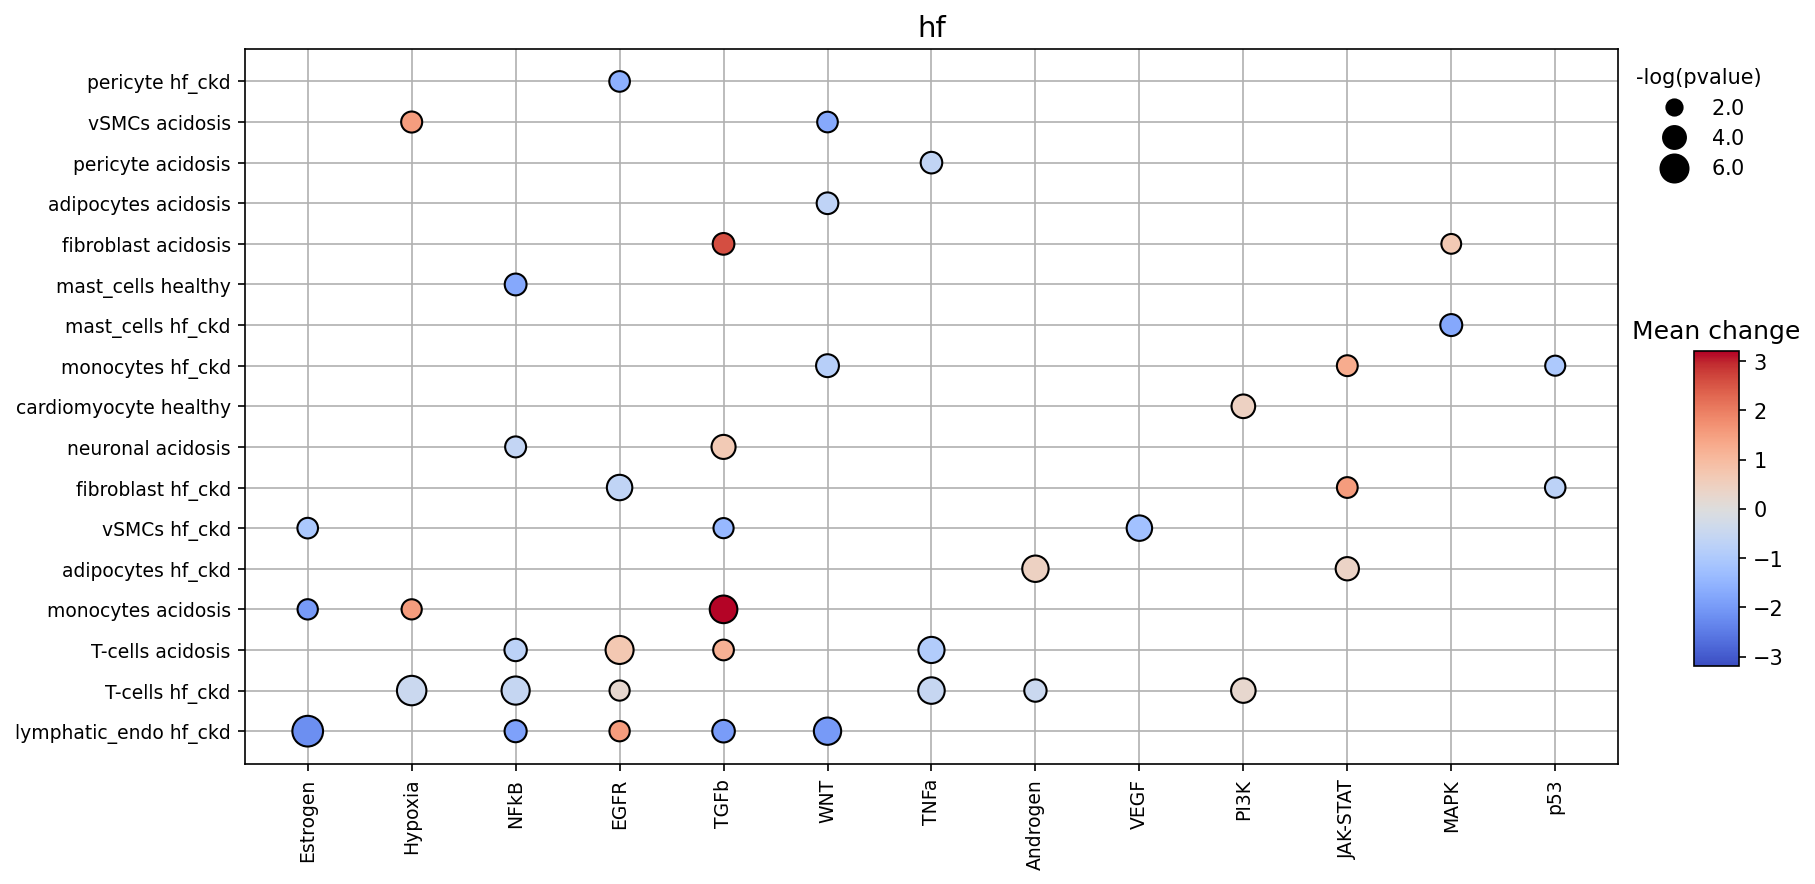 hf
pericyte hf_ckd
vSMCs acidosis
pericyte acidosis
adipocytes acidosis
fibroblast acidosis
mast_cells healthy
mast_cells hf_ckd
monocytes hf_ckd
cardiomyocyte healthy
neuronal acidosis
fibroblast hf_ckd
vSMCs hf_ckd
adipocytes hf_ckd
monocytes acidosis
T-cells acidosis
T-cells hf_ckd
lymphatic_endo hf_ckd
Estrogen
Hypoxia
NFkB
EGFR
TGFb
WNT
TNFa
Androgen
VEGF
PI3K
JAK-STAT
MAPK
p53
-log(pvalue)
2.0
4.0
6.0
Mean change
3
2
1
0
−1
−2
−3